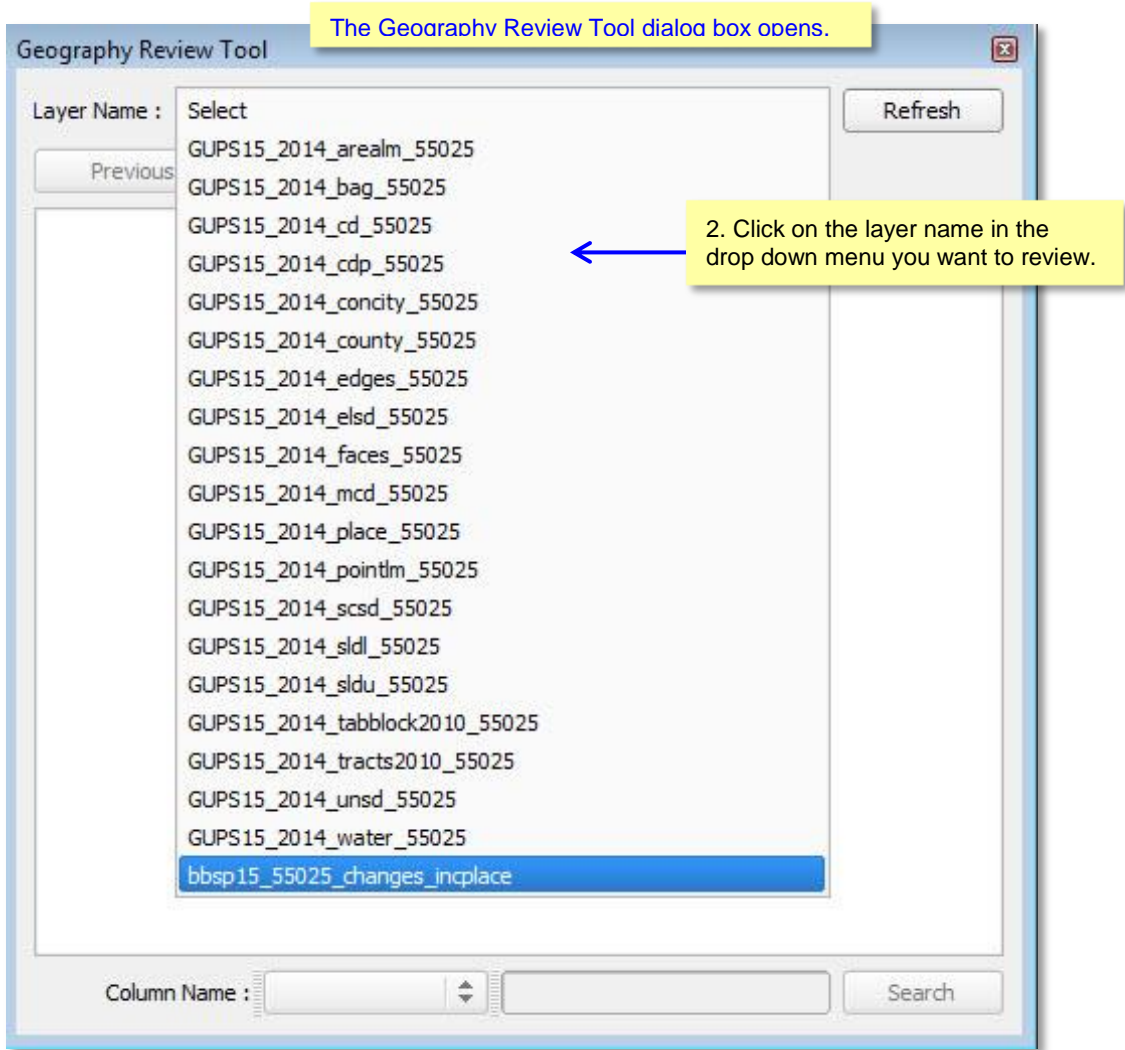 The Geography Review Tool dialog box opens.
Geography Review Tool
Layer Name :
Select
Refresh
Previous
GUPS15_2014_arealm_55025
GUPS15_2014_bag_55025
GUPS15_2014_cd_55025
GUPS15_2014_cdp_55025
GUPS15_2014_concity_55025
GUPS15_2014_county_55025
GUPS15_2014_edges_55025
GUPS15_2014_elsd_55025
GUPS15_2014_faces_55025
GUPS15_2014_mcd_55025
GUPS15_2014_place_55025
GUPS15_2014_pointlm_55025
GUPS15_2014_scsd_55025
GUPS15_2014_sldl_55025
GUPS15_2014_sldu_55025
GUPS15_2014_tabblock2010_55025
GUPS15_2014_tracts2010_55025
GUPS15_2014_unsd_55025
GUPS15_2014_water_55025
bbsp15_55025_changes_incplace
2. Click on the layer name in the
drop down menu you want to review.
Column Name :
Search